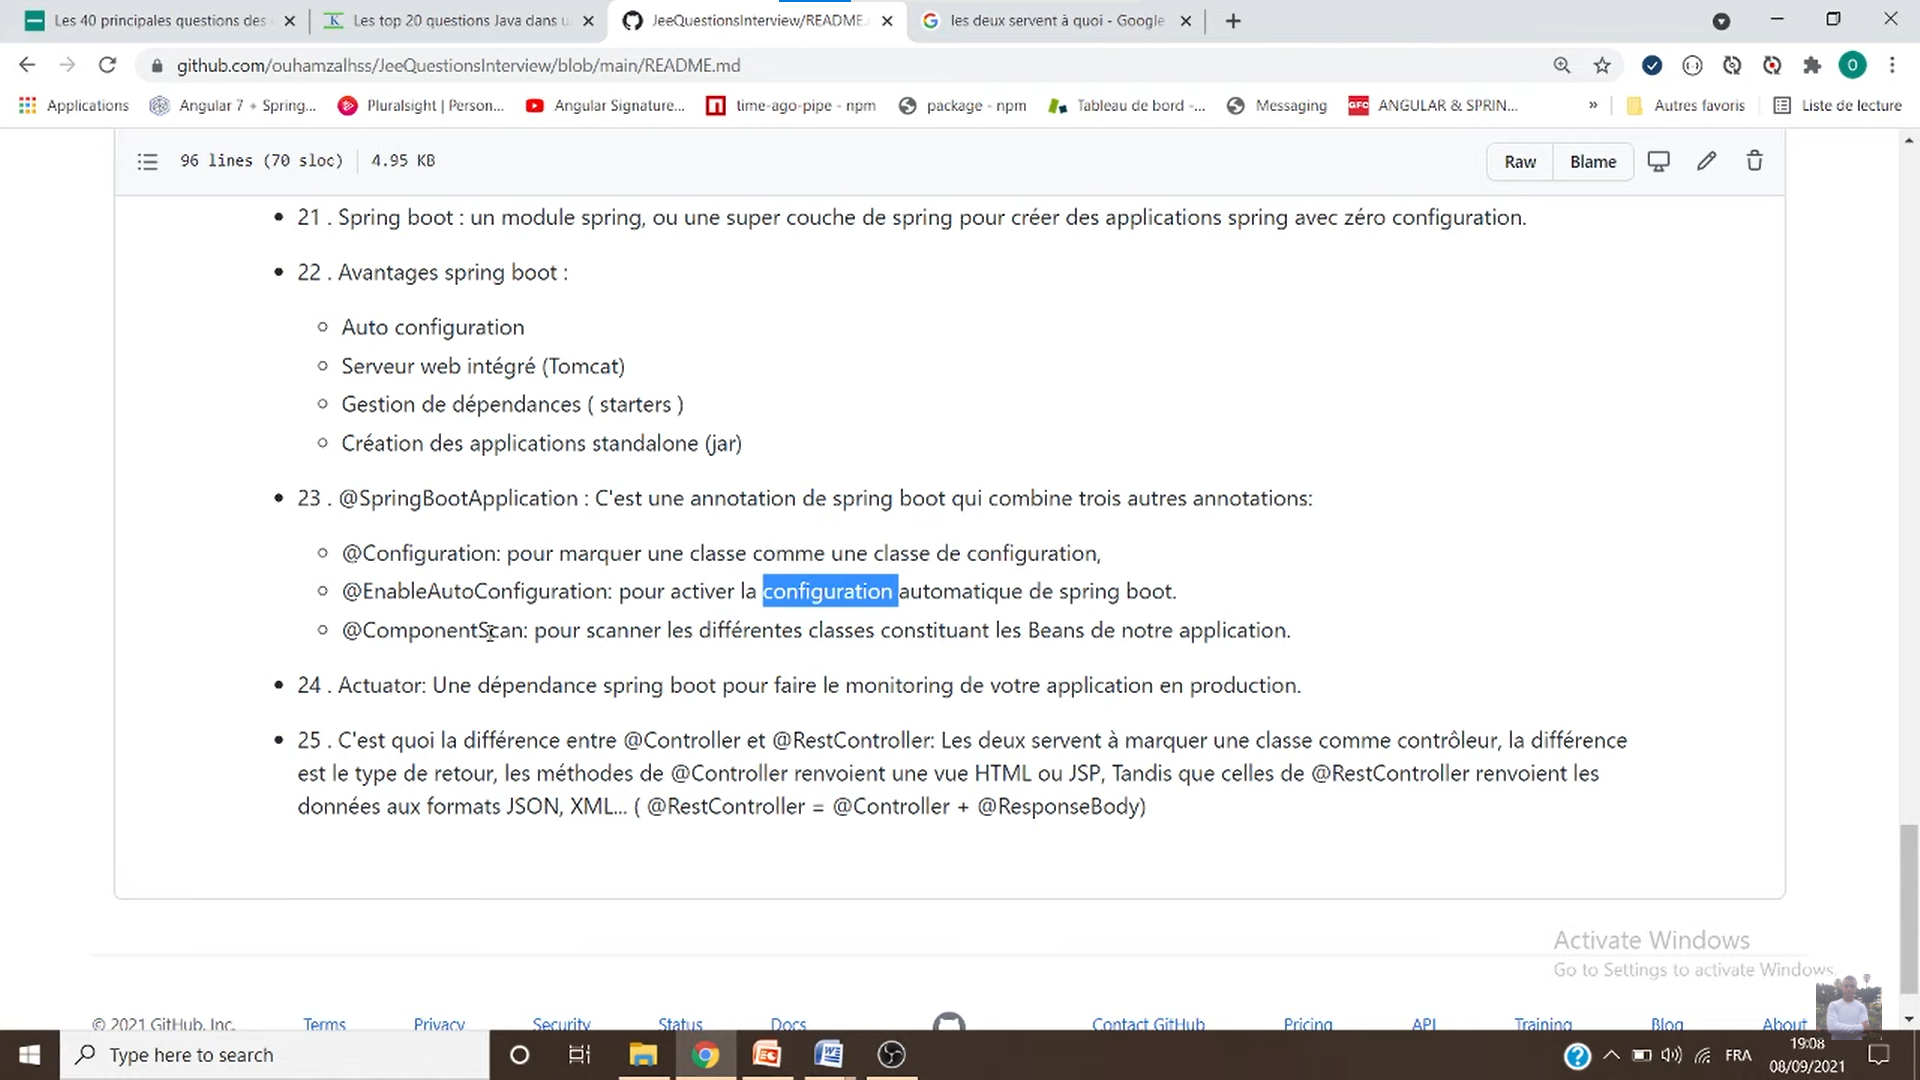 Les 40 principales questions des
Les top 20 questions Java dans u
JeeQuestionsInterview/README.
les deux servent à quoi - Google
github.com/ouhamzalhss/JeeQuestionsInterview/blob/main/README.md
O
Applications
Angular 7 + Spring...
Pluralsight | Person...
Angular Signature...
time-ago-pipe - npm
package - npm
Tableau de bord -...
Messaging
ANGULAR & SPRIN...
Autres favoris
Liste de lecture
96 lines (70 sloc) 4.95 KB
Raw
Blame
21 . Spring boot : un module spring, ou une super couche de spring pour créer des applications spring avec zéro configuration.
22 . Avantages spring boot :
Auto configuration
Serveur web intégré (Tomcat)
Gestion de dépendances ( starters )
Création des applications standalone (jar)
23 . @SpringBootApplication : C'est une annotation de spring boot qui combine trois autres annotations:
@Configuration: pour marquer une classe comme une classe de configuration,
@EnableAutoConfiguration: pour activer la configuration automatique de spring boot.
@ComponentScan: pour scanner les différentes classes constituant les Beans de notre application.
24 . Actuator: Une dépendance spring boot pour faire le monitoring de votre application en production.
25 . C'est quoi la différence entre @Controller et @RestController: Les deux servent à marquer une classe comme contrôleur, la différence
est le type de retour, les méthodes de @Controller renvoient une vue HTML ou JSP, Tandis que celles de @RestController renvoient les
données aux formats JSON, XML... ( @RestController = @Controller + @ResponseBody)
Activate Windows
Go to Settings to activate Windows.
© 2021 GitHub, Inc.
Terms
Privacy
Security
Status
Docs
Contact GitHub
Pricing
API
Training
Blog
About
Type here to search
FRA
19:08
08/09/2021